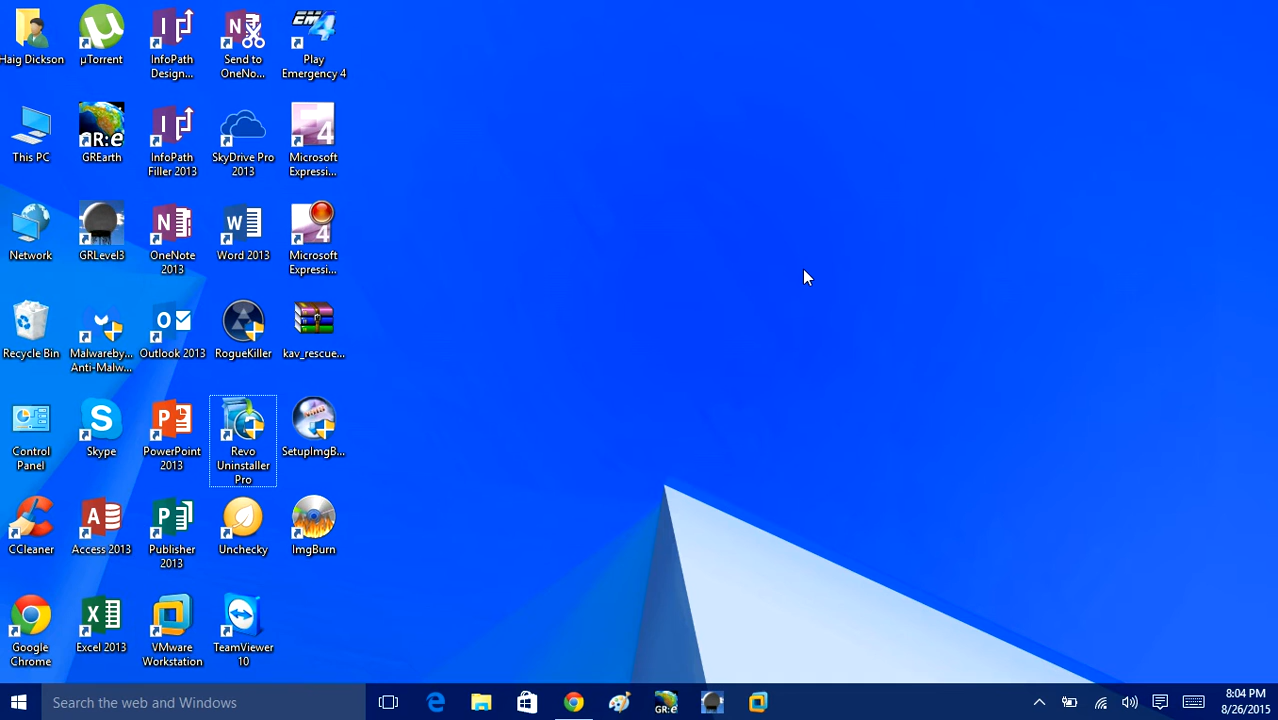 Haig Dickson
µTorrent
InfoPath
Design...
Send to
OneNo...
Play
Emergency 4
This PC
GR:e
GREarth
InfoPath
Filler 2013
SkyDrive Pro
2013
Microsoft
Expressi...
Network
GRLevel3
OneNote
2013
Word 2013
Microsoft
Expressi...
Recycle Bin
Malwareby...
Anti-Malw...
Outlook 2013
RogueKiller
kav_rescue...
Control
Panel
Skype
PowerPoint
2013
Revo
Uninstaller
Pro
SetupImgB...
CCleaner
Access 2013
Publisher
2013
Unchecky
ImgBurn
Google
Chrome
Excel 2013
VMware
Workstation
TeamViewer
10
Search the web and Windows
GR:e
8:04 PM
8/26/2015